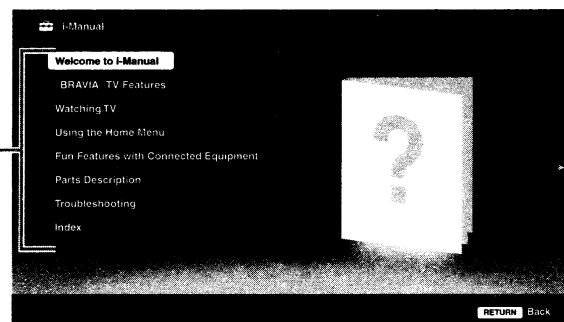 i-Manual
Welcome to i-Manual
BRAVIA TV Features
Watching TV
Using the Home Menu
Fun Features with Connected Equipment
Parts Description
Troubleshooting
Index
?
RETURN Back